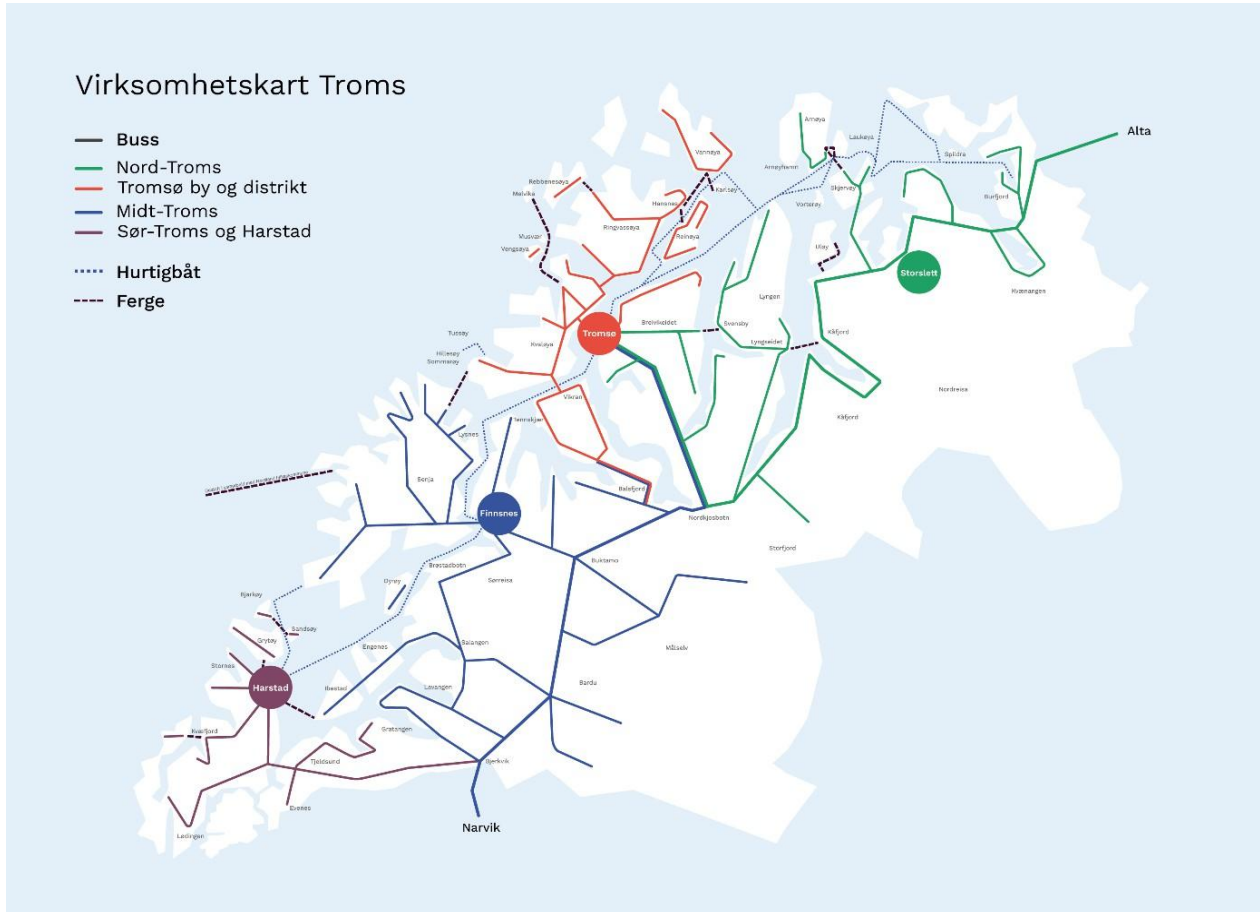 Virksomhetskart Troms
Buss
Nord-Troms
Tromsø by og distrikt
Midt-Troms
Sør-Troms og Harstad
Hurtigbåt
Ferge
Alta
Arnøya
Laukøya
Vannøya
Spildra
Arnøyhamn
Rebbenesøya
Karlsøy
Skjervøy
Melvika
Burfjord
Hansnes
Vorterøy
Ringvassøya
Reinøya
Musvær
Uløy
Vengsøya
Storslett
Kvænangen
Lyngen
Breivikeidet
Svensby
Tromsø
Tussøy
Kvaløya
Lyngseidet
Kåfjord
Hillesøy
Sommarøy
Nordreisa
Vikran
Kåfjord
Lysnes
Senja
Balsfjord
Finnsnes
Nordkjosbotn
Storfjord
Buktamo
Brøstadbotn
Sørreisa
Dyrøy
Bjarkøy
Sandsøy
Grytøy
Salangen
Engenes
Målselv
Stornes
Bardu
Harstad
Ibestad
Lavangen
Kvæfjord
Gratangen
Tjeldsund
Bjerkvik
Evenes
Narvik
Lødingen